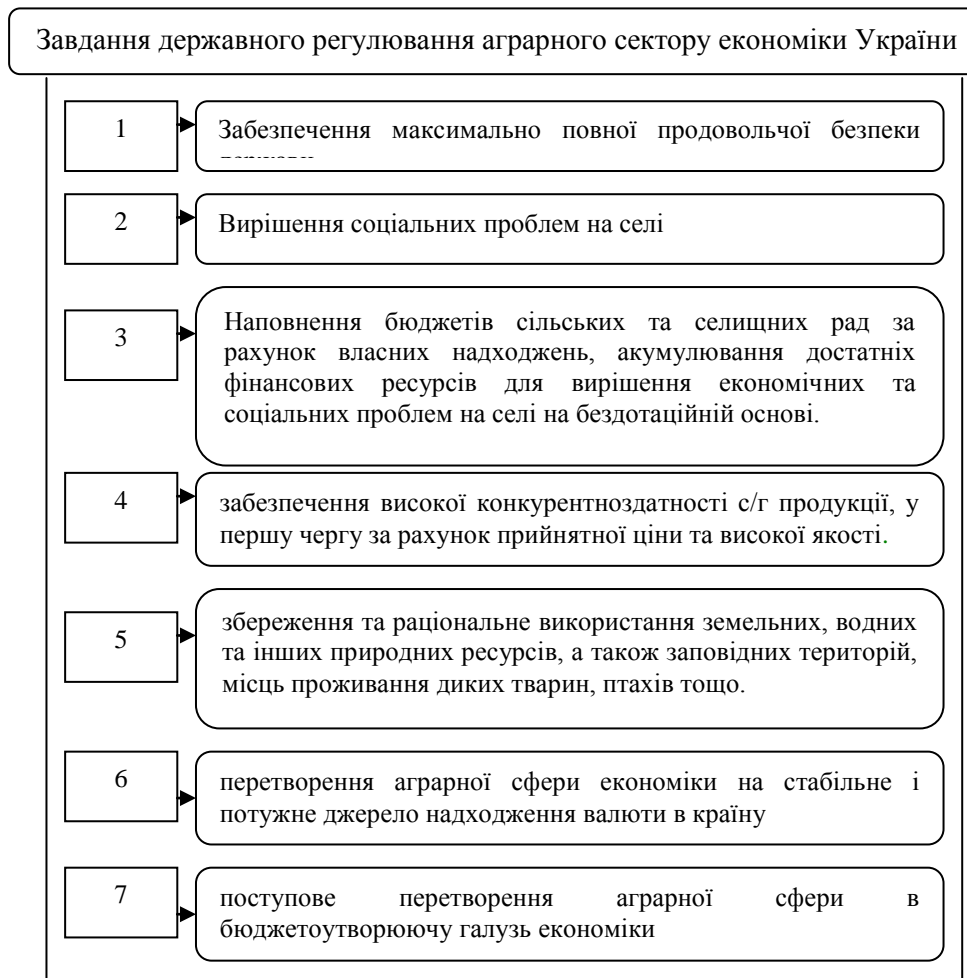 Завдання державного регулювання аграрного сектору економіки України
1
Забезпечення максимально повної продовольчої безпеки
2
Вирішення соціальних проблем на селі
3
Наповнення бюджетів сільських та селищних рад за
рахунок власних надходжень, акумулювання достатніх
фінансових ресурсів для вирішення економічних та
соціальних проблем на селі на бездотаційній основі.
4
забезпечення високої конкурентноздатності с/г продукції, у
першу чергу за рахунок прийнятної ціни та високої якості.
5
збереження та раціональне використання земельних, водних
та інших природних ресурсів, а також заповідних територій,
місць проживання диких тварин, птахів тощо.
6
перетворення аграрної сфери економіки на стабільне і
потужне джерело надходження валюти в країну
7
поступове перетворення аграрної сфери в
бюджетоутворюючу галузь економіки